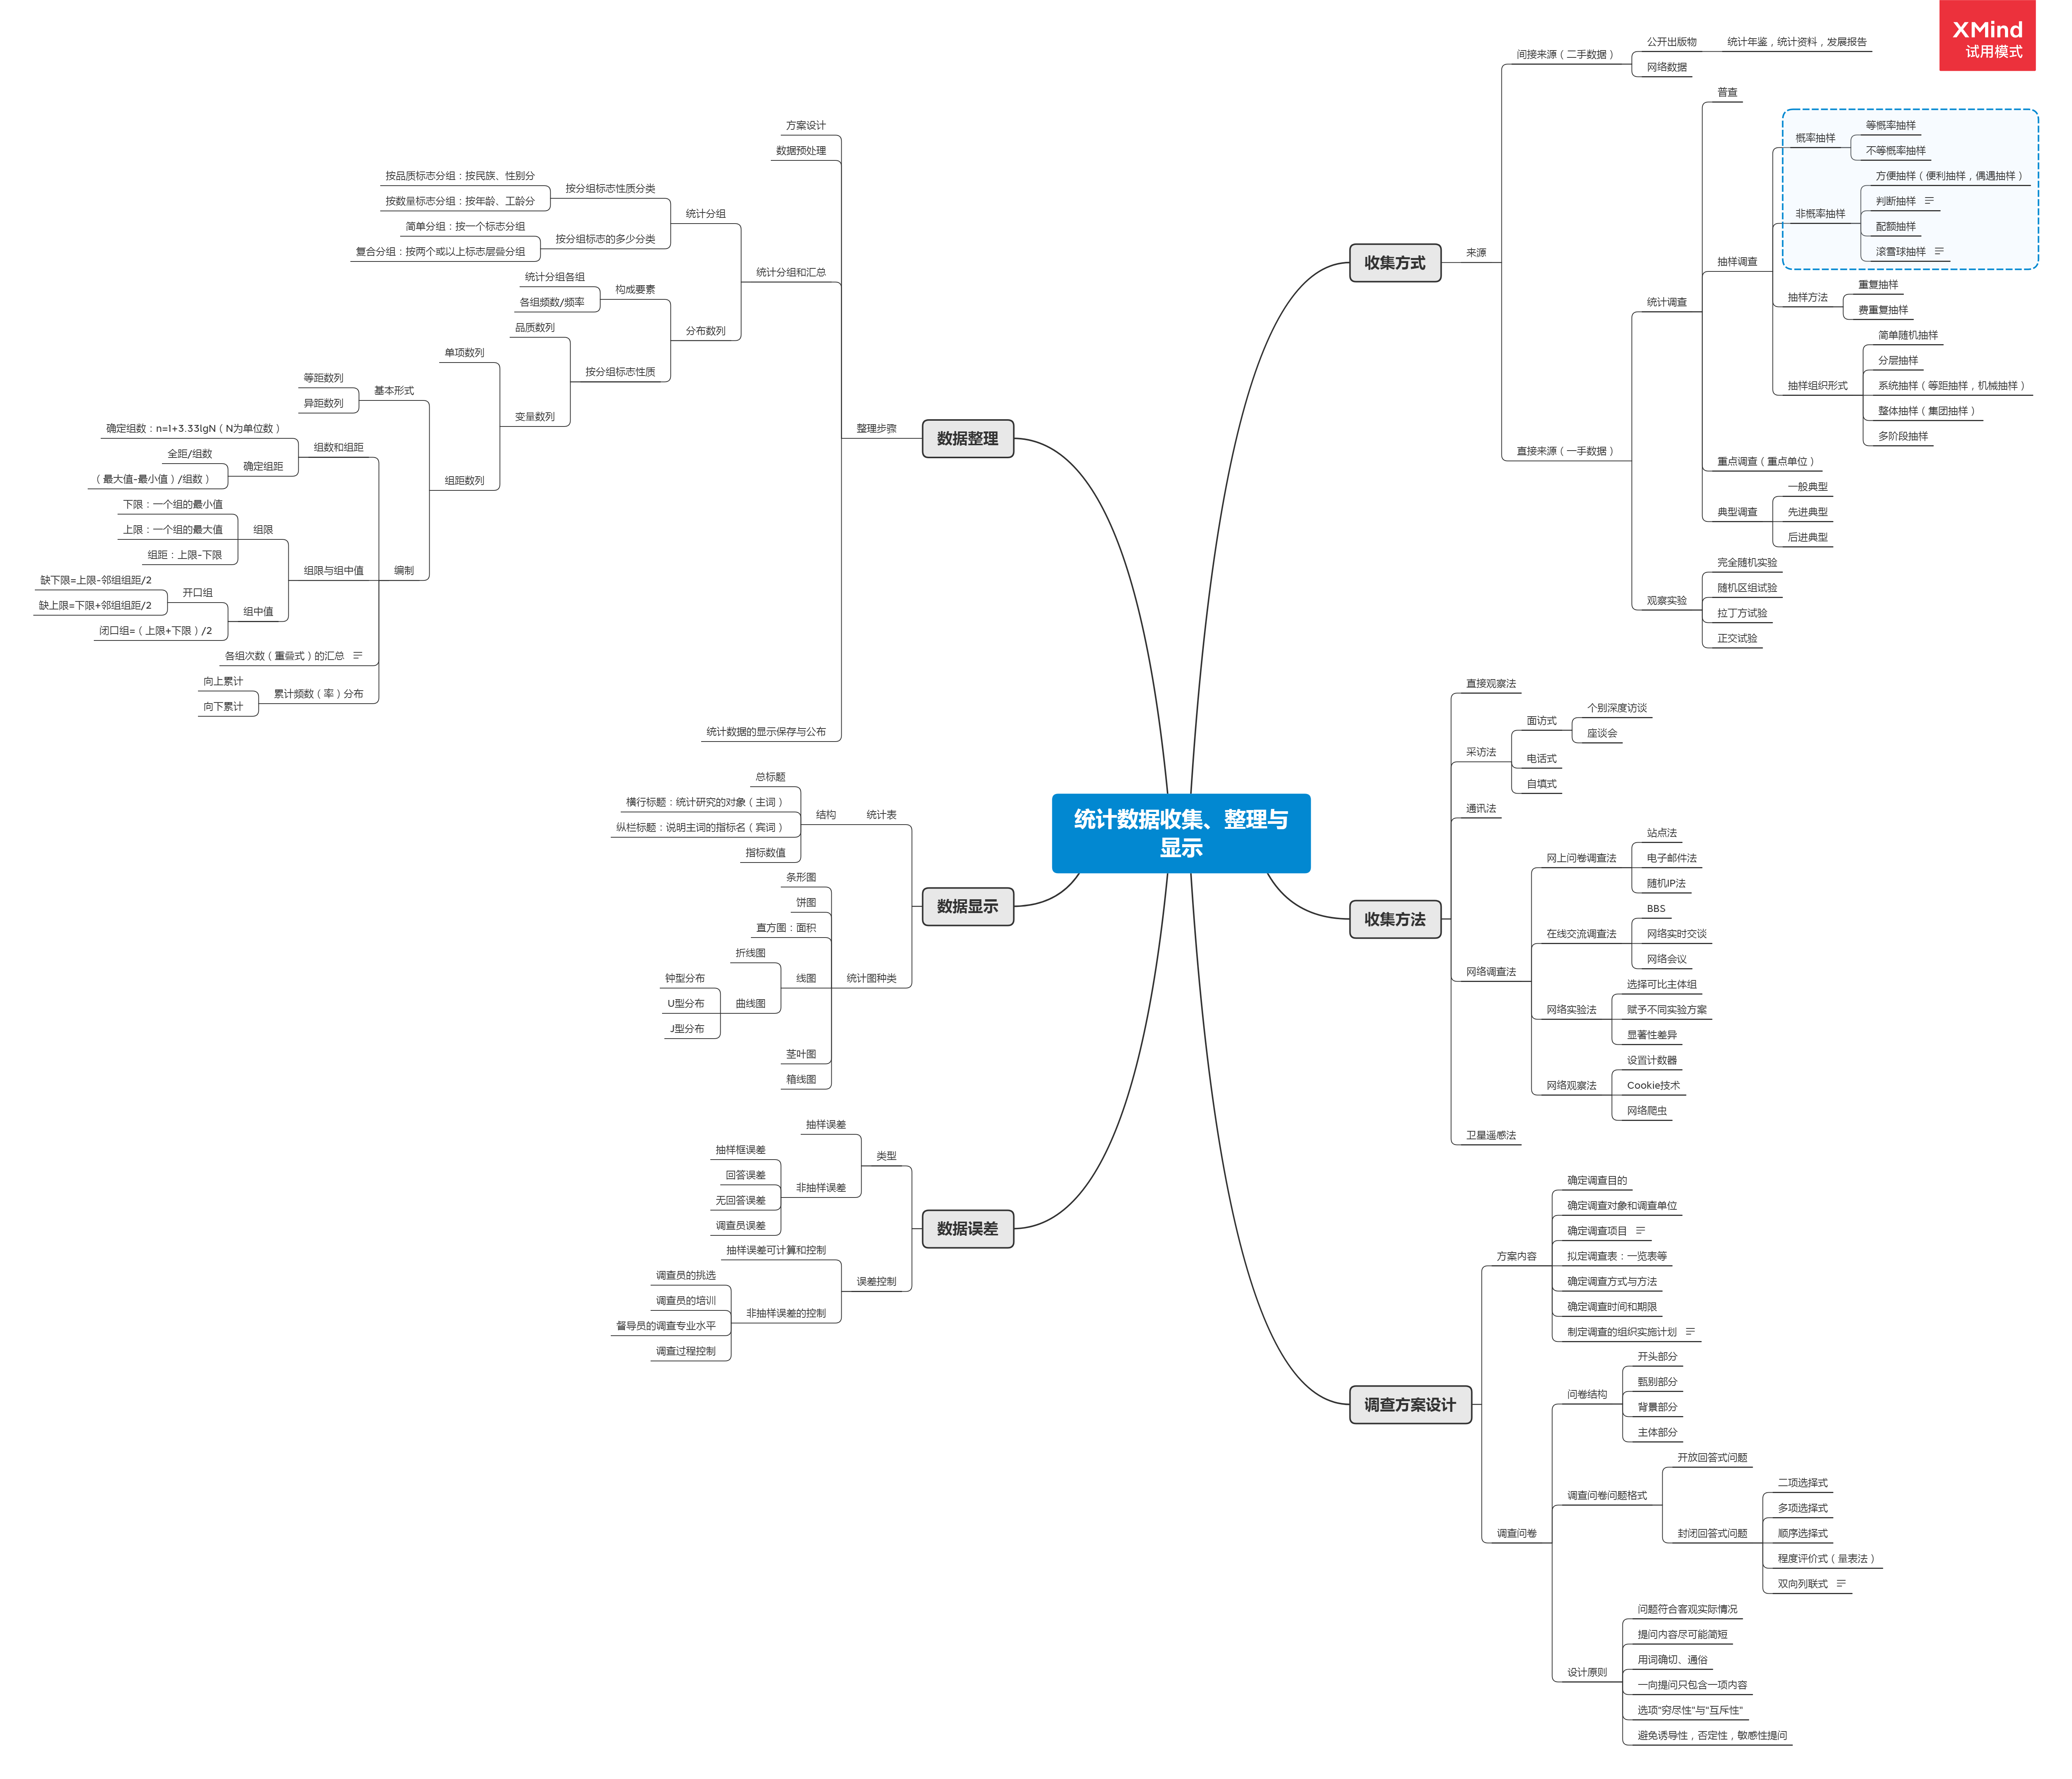 XMind
试用模式
统计数据收集、整理与
显示
收集方式
来源
间接来源（二手数据）
公开出版物
统计年鉴，统计资料，发展报告
网络数据
直接来源（一手数据）
统计调查
普查
抽样调查
概率抽样
等概率抽样
不等概率抽样
非概率抽样
方便抽样（便利抽样，偶遇抽样）
判断抽样
配额抽样
滚雪球抽样
抽样方法
重复抽样
费重复抽样
抽样组织形式
简单随机抽样
分层抽样
系统抽样（等距抽样，机械抽样）
整体抽样（集团抽样）
多阶段抽样
重点调查（重点单位）
典型调查
一般典型
先进典型
后进典型
观察实验
完全随机实验
随机区组试验
拉丁方试验
正交试验
收集方法
直接观察法
采访法
面访式
个别深度访谈
座谈会
电话式
自填式
通讯法
网络调查法
网上问卷调查法
站点法
电子邮件法
随机IP法
在线交流调查法
BBS
网络实时交谈
网络会议
网络实验法
选择可比主体组
赋予不同实验方案
显著性差异
网络观察法
设置计数器
Cookie技术
网络爬虫
卫星遥感法
调查方案设计
方案内容
确定调查目的
确定调查对象和调查单位
确定调查项目
拟定调查表：一览表等
确定调查方式与方法
确定调查时间和期限
制定调查的组织实施计划
调查问卷
问卷结构
开头部分
甄别部分
背景部分
主体部分
调查问卷问题格式
开放回答式问题
封闭回答式问题
二项选择式
多项选择式
顺序选择式
程度评价式（量表法）
双向列联式
设计原则
问题符合客观实际情况
提问内容尽可能简短
用词确切、通俗
一向提问只包含一项内容
选项"穷尽性"与"互斥性"
避免诱导性，否定性，敏感性提问
数据整理
整理步骤
方案设计
数据预处理
统计分组和汇总
统计分组
按分组标志性质分类
按品质标志分组：按民族、性别分
按数量标志分组：按年龄、工龄分
按分组标志的多少分类
简单分组：按一个标志分组
复合分组：按两个或以上标志层叠分组
分布数列
构成要素
统计分组各组
各组频数/频率
按分组标志性质
品质数列
变量数列
单项数列
组距数列
基本形式
等距数列
异距数列
编制
组数和组距
确定组数：n=1+3.33lgN（N为单位数）
确定组距
全距/组数
（最大值-最小值）/组数）
组限与组中值
组限
下限：一个组的最小值
上限：一个组的最大值
组距：上限-下限
组中值
开口组
缺下限=上限-邻组组距/2
缺上限=下限+邻组组距/2
闭口组=（上限+下限）/2
各组次数（重叠式）的汇总
累计频数（率）分布
向上累计
向下累计
统计数据的显示保存与公布
数据显示
统计表
结构
总标题
横行标题：统计研究的对象（主词）
纵栏标题：说明主词的指标名（宾词）
指标数值
统计图种类
条形图
饼图
直方图：面积
线图
折线图
曲线图
钟型分布
U型分布
J型分布
茎叶图
箱线图
数据误差
类型
抽样误差
非抽样误差
抽样框误差
回答误差
无回答误差
调查员误差
误差控制
抽样误差可计算和控制
非抽样误差的控制
调查员的挑选
调查员的培训
督导员的调查专业水平
调查过程控制